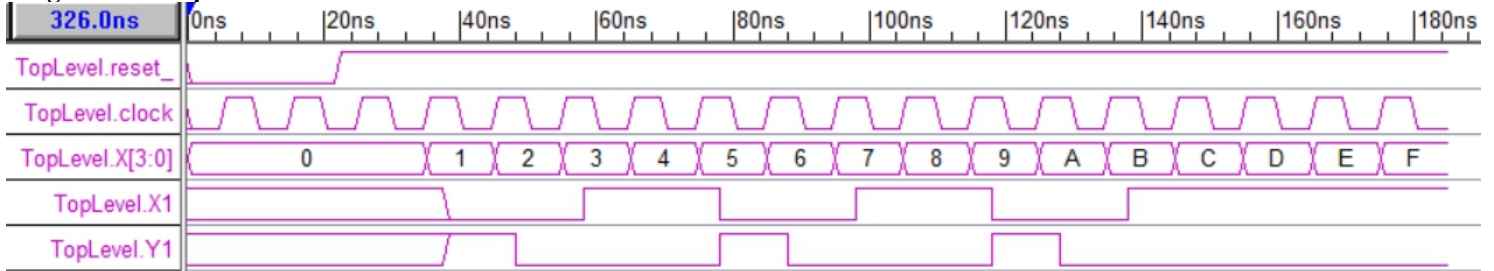 326.0ns 0ns 20ns 40ns 60ns 80ns 100ns 120ns 140ns 160ns 180ns
TopLevel.reset_
TopLevel.clock
TopLevel.X[3:0] 0 1 2 3 4 5 6 7 8 9 A B C D E F
TopLevel.X1
TopLevel.Y1